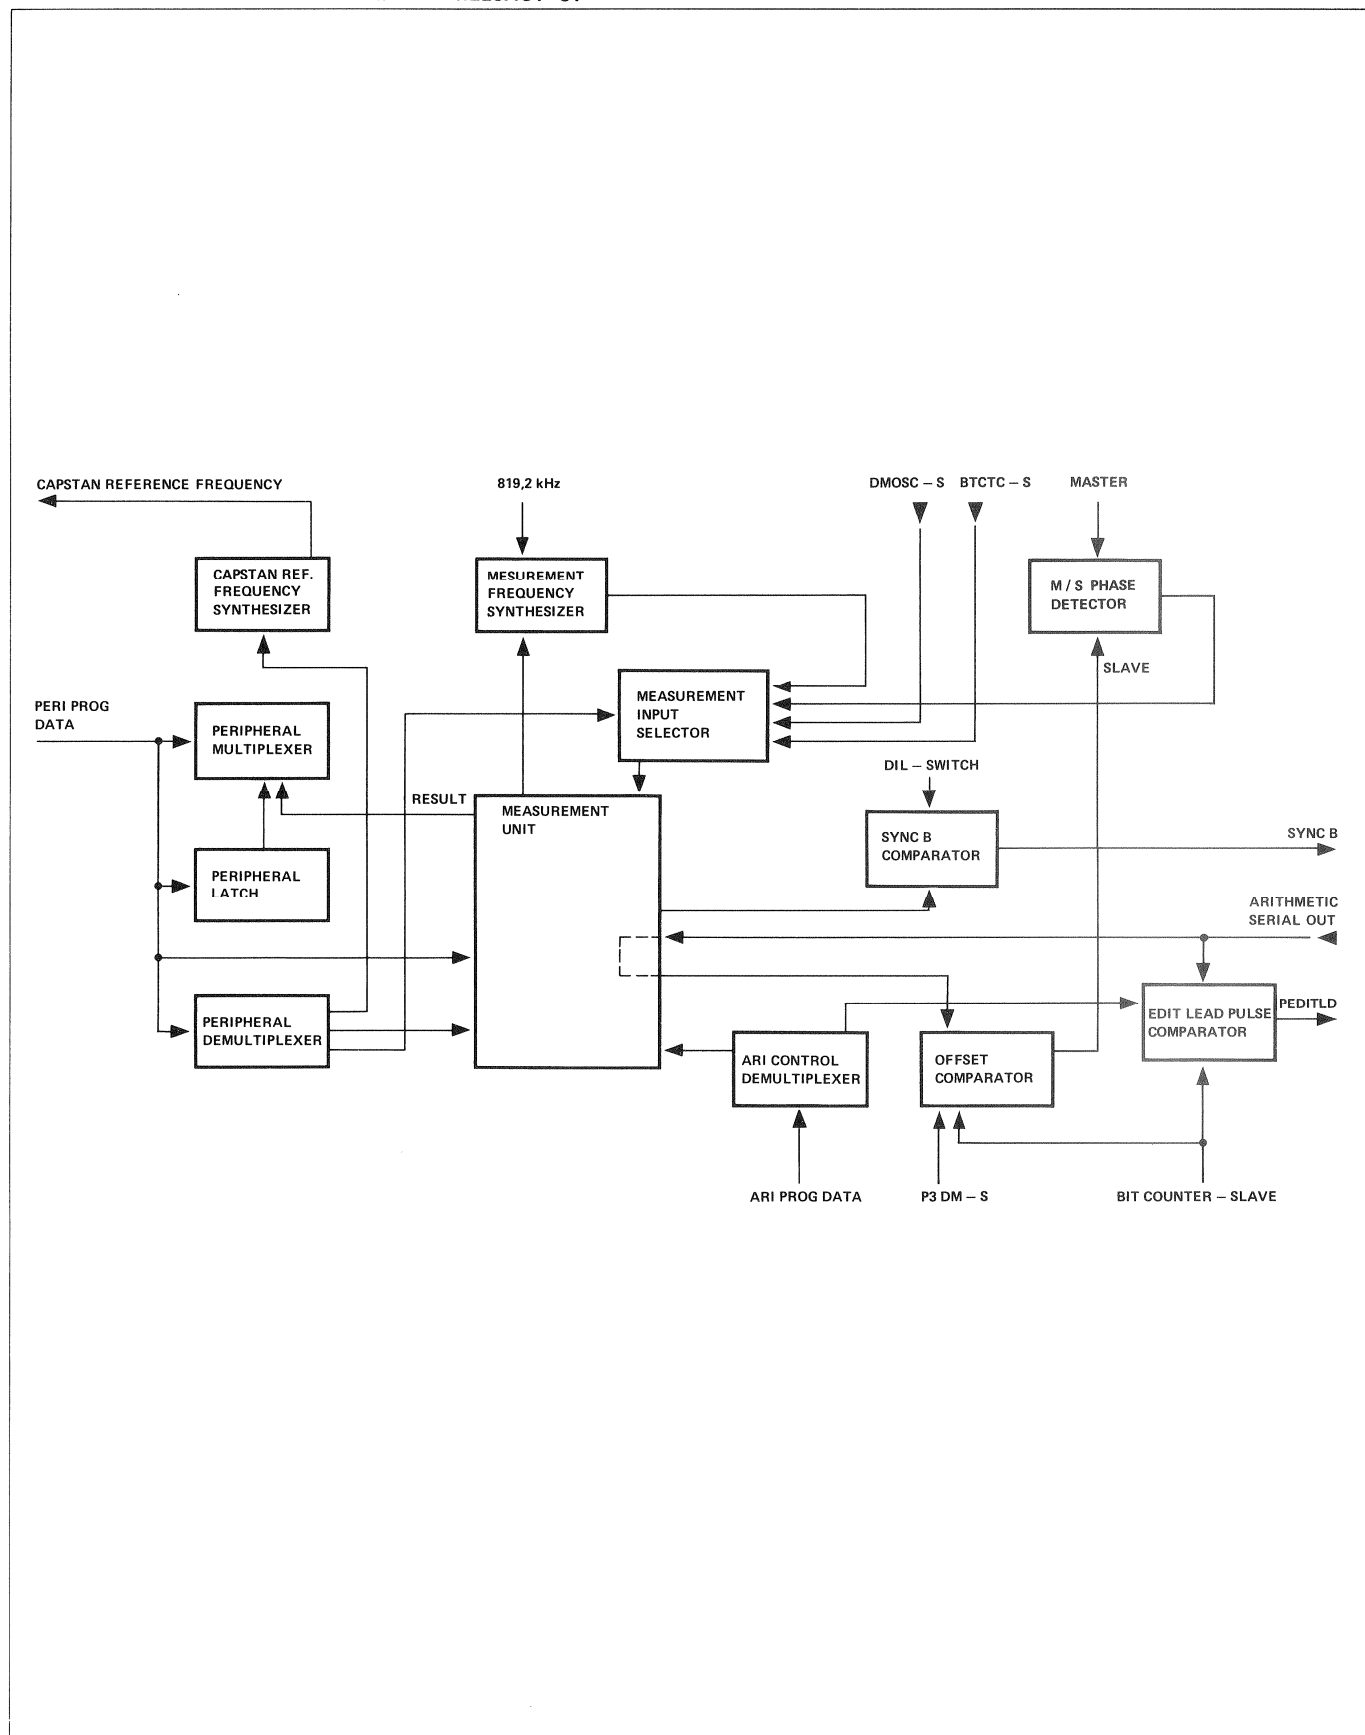 CAPSTAN REFERENCE FREQUENCY
819,2 kHz
DMOSC – S
BTCTC – S
MASTER
CAPSTAN REF.
FREQUENCY
SYNTHESIZER
MESUREMENT
FREQUENCY
SYNTHESIZER
M / S PHASE
DETECTOR
SLAVE
PERI PROG
DATA
PERIPHERAL
MULTIPLEXER
MEASUREMENT
INPUT
SELECTOR
DIL – SWITCH
RESULT
MEASUREMENT
UNIT
SYNC B
COMPARATOR
SYNC B
PERIPHERAL
LATCH
ARITHMETIC
SERIAL OUT
PERIPHERAL
DEMULTIPLEXER
ARI CONTROL
DEMULTIPLEXER
OFFSET
COMPARATOR
EDIT LEAD PULSE
COMPARATOR
PEDITLD
ARI PROG DATA
P3 DM – S
BIT COUNTER – SLAVE